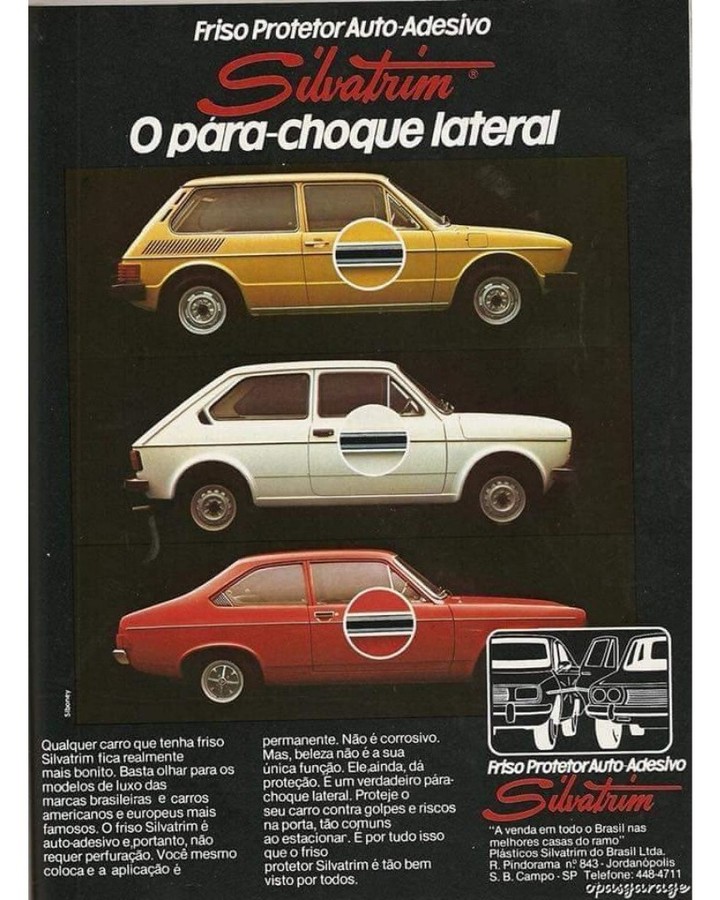 Friso Protetor Auto-Adesivo
Silvatrim ®
O pára-choque lateral
Siboney
Qualquer carro que tenha friso
Silvatrim fica realmente
mais bonito. Basta olhar para os
modelos de luxo das
marcas brasileiras e carros
americanos e europeus mais
famosos. O friso Silvatrim é
auto-adesivo e,portanto, não
requer perfuração. Você mesmo
coloca e a aplicação é
permanente. Não é corrosivo.
Mas, beleza não é a sua
única função. Ele,ainda, dá
proteção. É um verdadeiro pára-
choque lateral. Proteje o
seu carro contra golpes e riscos
na porta, tão comuns
ao estacionar. E por tudo isso
que o friso
protetor Silvatrim é tão bem
visto por todos.
Friso Protetor Auto-Adesivo
Silvatrim
"A venda em todo o Brasil nas
melhores casas do ramo"
Plásticos Silvatrim do Brasil Ltda.
R. Pindorama nº 843 - Jordanópolis
S. B. Campo - SP Telefone: 448-4711
opasgarage